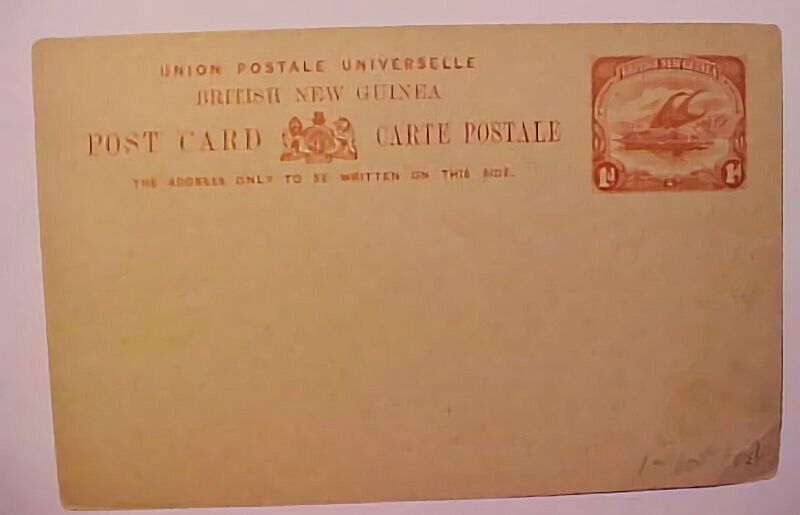 UNION POSTALE UNIVERSELLE
BRITISH NEW GUINEA
POST CARD CARTE POSTALE
THE ADDRESS ONLY TO BE WRITTEN ON THIS SIDE.
BRITISH NEW GUINEA
1d 1d